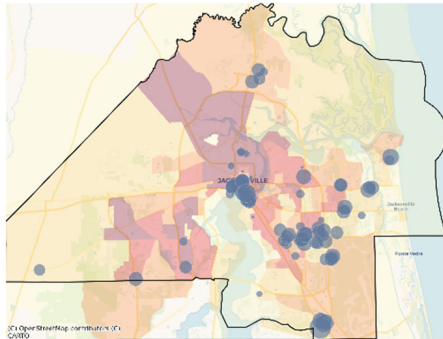 JACKSONVILLE
Jacksonville
Beach
Ponte Vedra
(C) OpenStreetMap contributors (C)
CARTO